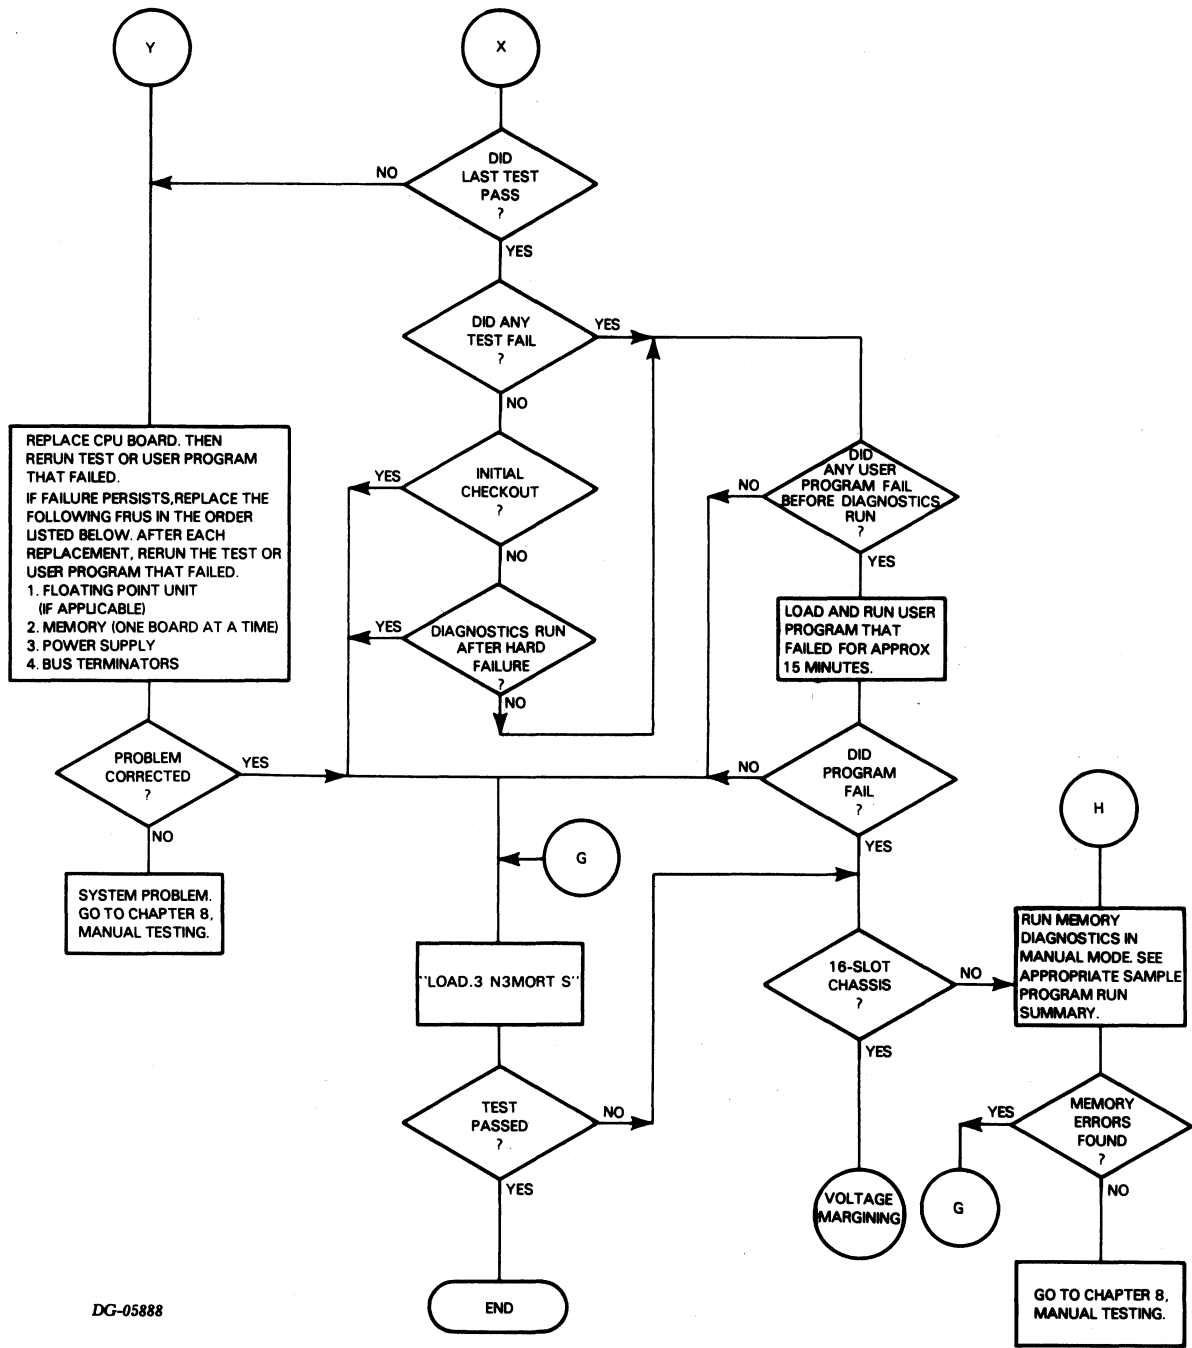 Y
X
DID
LAST TEST
PASS
?
NO
YES
DID ANY
TEST FAIL
?
YES
NO
INITIAL
CHECKOUT
?
YES
NO
DIAGNOSTICS RUN
AFTER HARD
FAILURE
?
YES
NO
REPLACE CPU BOARD. THEN
RERUN TEST OR USER PROGRAM
THAT FAILED.
IF FAILURE PERSISTS,REPLACE THE
FOLLOWING FRUS IN THE ORDER
LISTED BELOW. AFTER EACH
REPLACEMENT, RERUN THE TEST OR
USER PROGRAM THAT FAILED.
1. FLOATING POINT UNIT
(IF APPLICABLE)
2. MEMORY (ONE BOARD AT A TIME)
3. POWER SUPPLY
4. BUS TERMINATORS
PROBLEM
CORRECTED
?
YES
NO
SYSTEM PROBLEM.
GO TO CHAPTER 8,
MANUAL TESTING.
DID
ANY USER
PROGRAM FAIL
BEFORE DIAGNOSTICS
RUN
?
NO
YES
LOAD AND RUN USER
PROGRAM THAT
FAILED FOR APPROX
15 MINUTES.
DID
PROGRAM
FAIL
?
NO
YES
G
"LOAD.3 N3MORT S"
TEST
PASSED
?
NO
YES
END
16-SLOT
CHASSIS
?
NO
YES
VOLTAGE
MARGINING
H
RUN MEMORY
DIAGNOSTICS IN
MANUAL MODE. SEE
APPROPRIATE SAMPLE
PROGRAM RUN
SUMMARY.
MEMORY
ERRORS
FOUND
?
YES
NO
G
GO TO CHAPTER 8,
MANUAL TESTING.
DG-05888